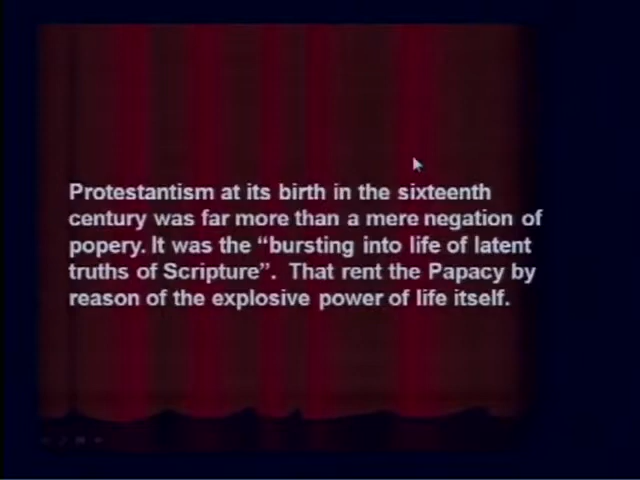 Protestantism at its birth in the sixteenth
century was far more than a mere negation of
popery. It was the “bursting into life of latent
truths of Scripture”.  That rent the Papacy by
reason of the explosive power of life itself.